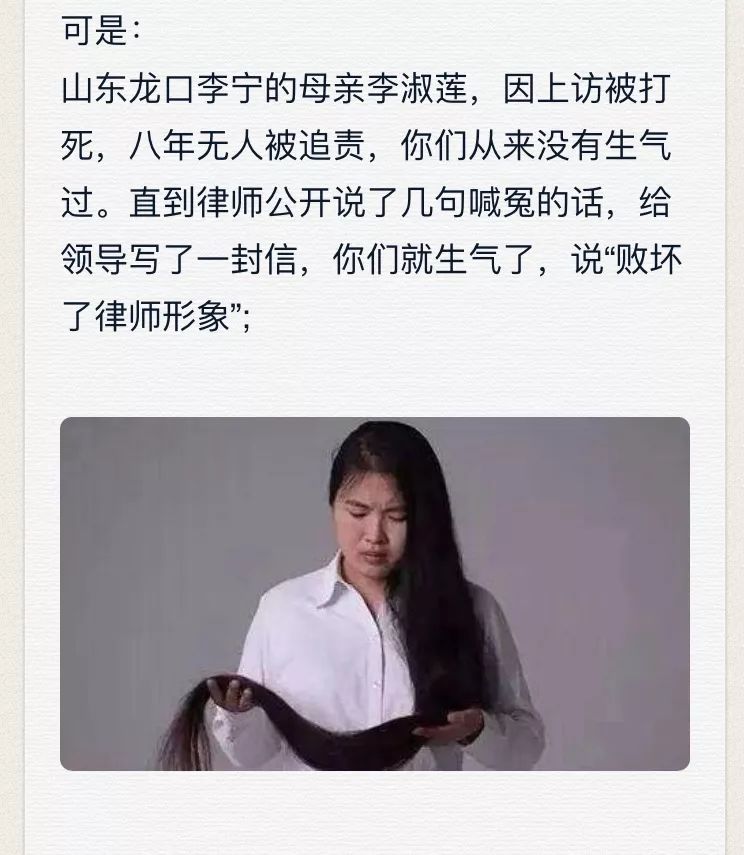 可是：
山东龙口李宁的母亲李淑莲，因上访被打
死，八年无人被追责，你们从来没有生气
过。直到律师公开说了几句喊冤的话，给
领导写了一封信，你们就生气了，说“败坏
了律师形象”;